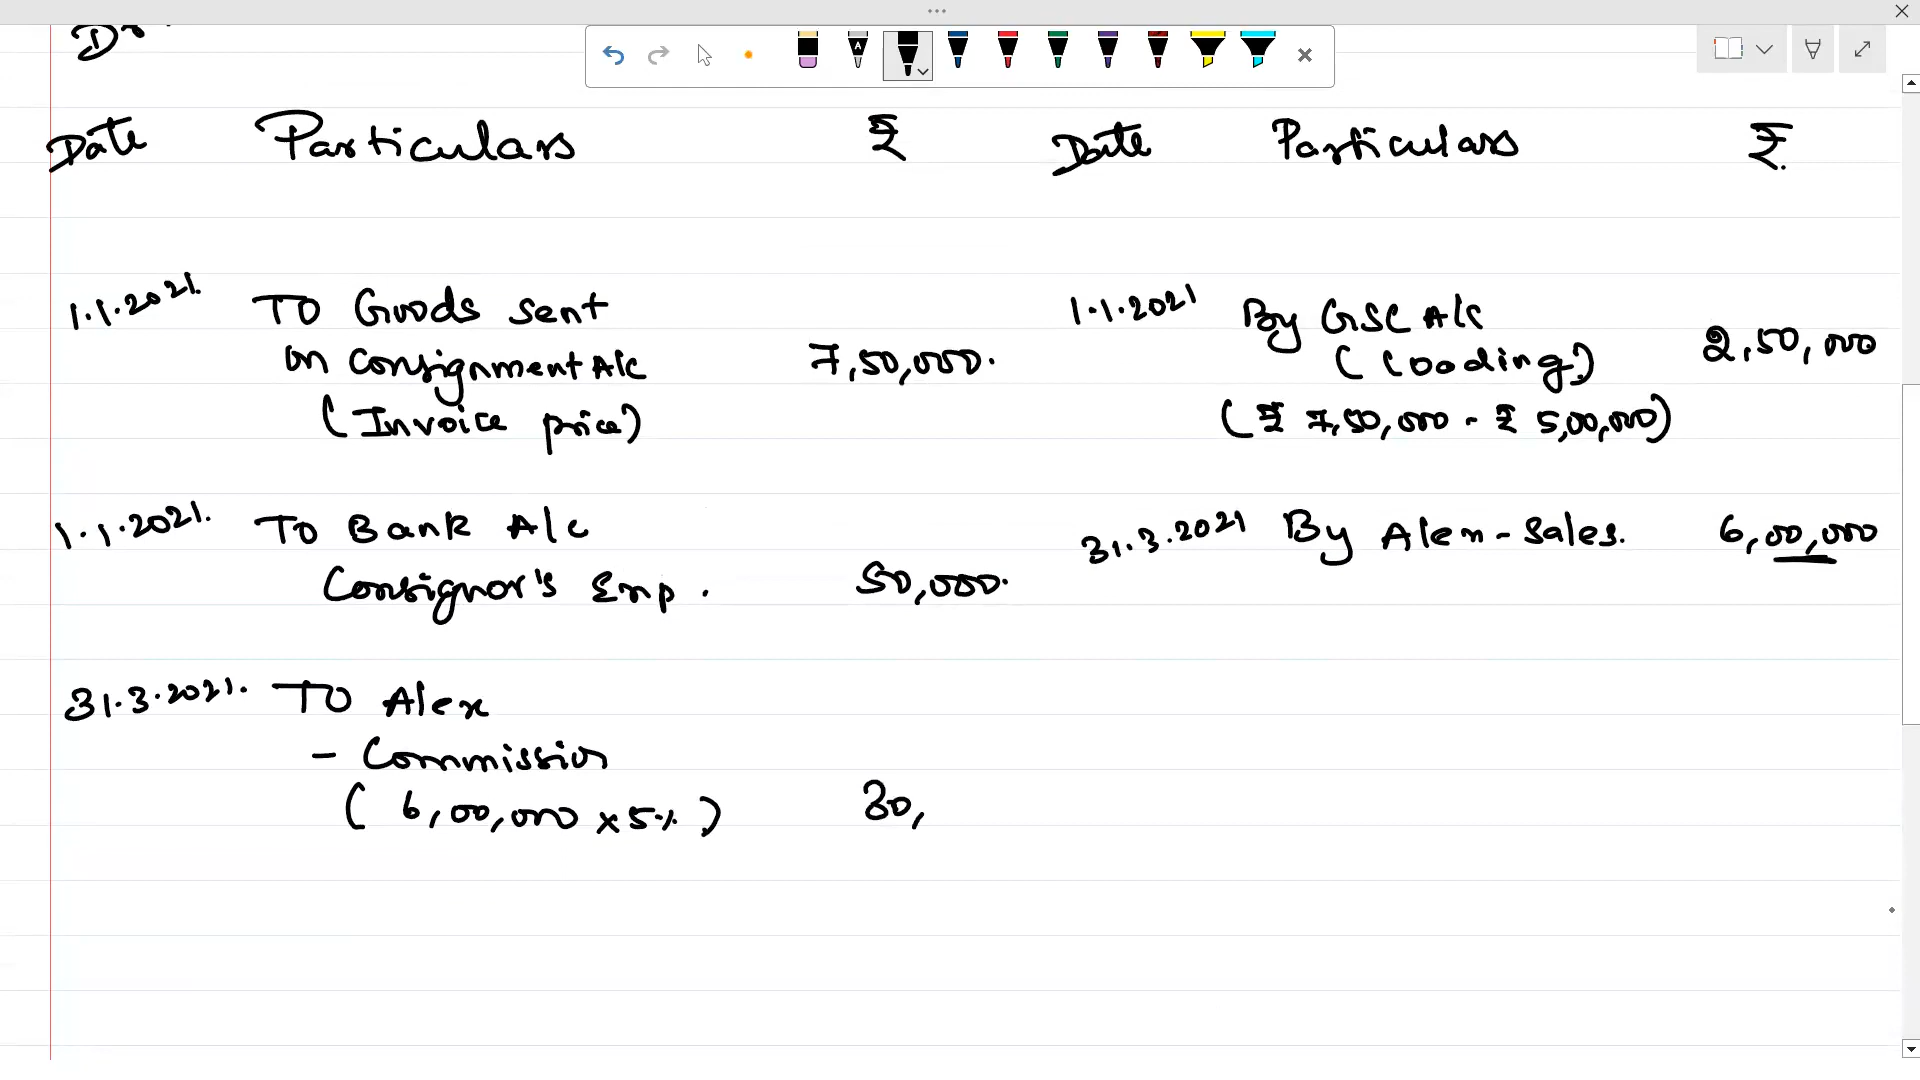 Dr
Date Particulars ₹ Date Particulars ₹
1.1.2021. To Goods sent
on Consignment A/c 7,50,000.
(Invoice price)
1.1.2021 By GSC A/c
(Loading) 2,50,000
(₹ 7,50,000 - ₹ 5,00,000)
1.1.2021. To Bank A/c
Consignor's Exp. 50,000.
31.3.2021 By Alex - Sales. 6,00,000
31.3.2021. To Alex
- Commission
(6,00,000 x 5%) 30,